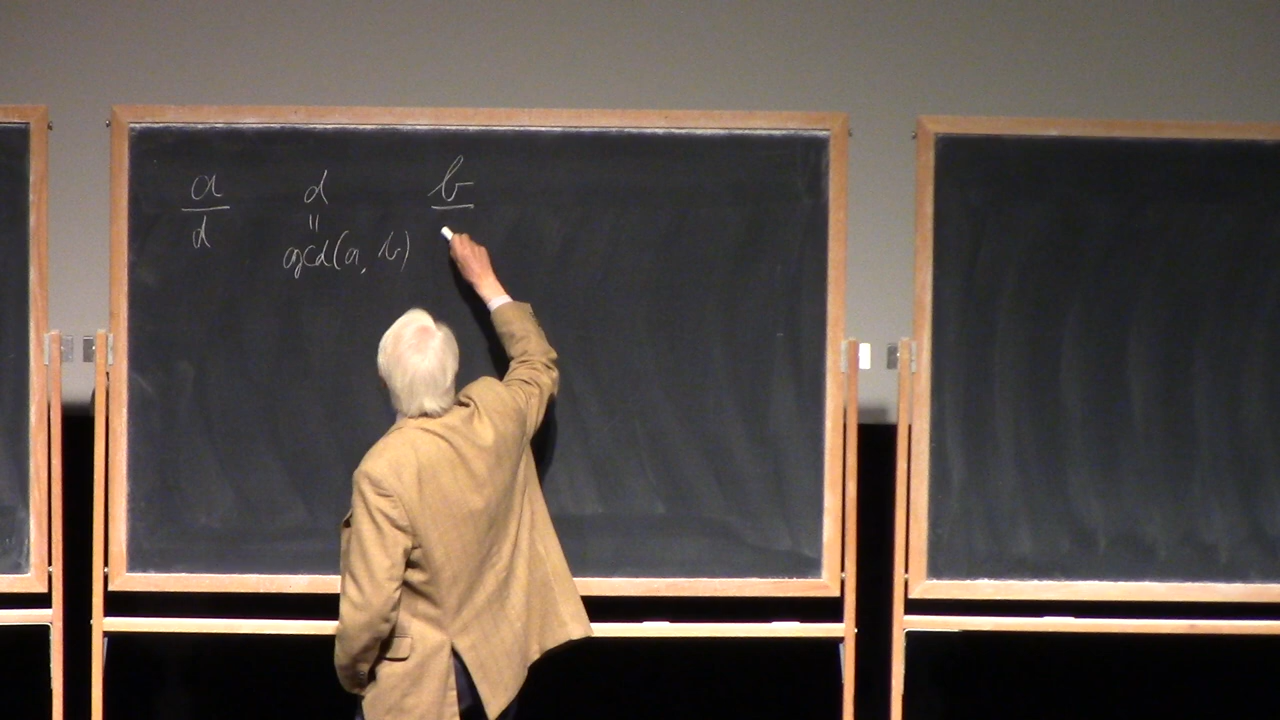 a d b
d ॥
gcd(a, b)